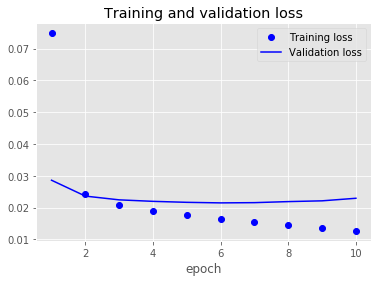 Training and validation loss
Training loss
Validation loss
0.07
0.06
0.05
0.04
0.03
0.02
0.01
2 4 6 8 10
epoch